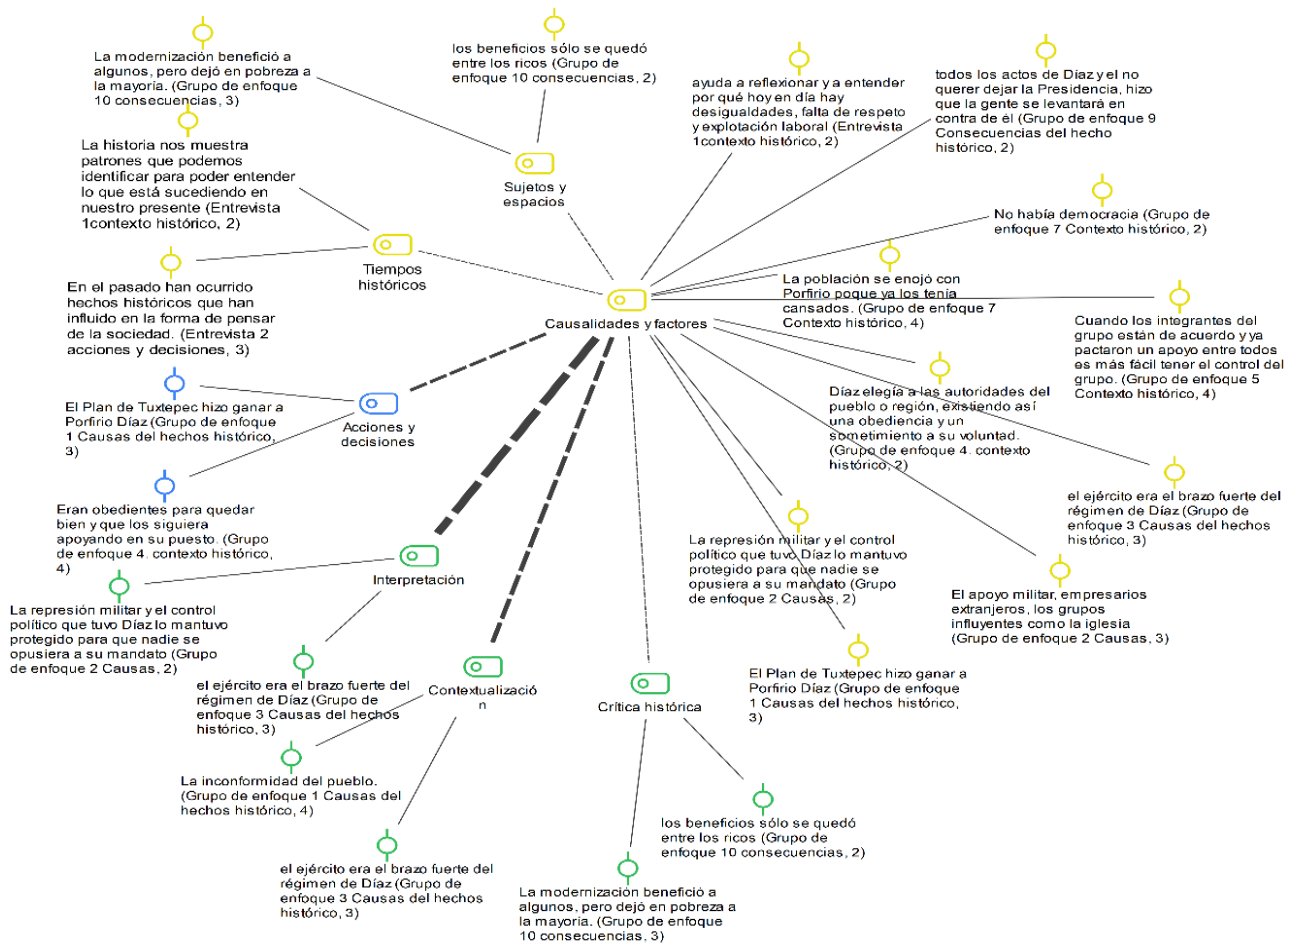 La modernización benefició a
algunos, pero dejó en pobreza a
la mayoría. (Grupo de enfoque
10 consecuencias, 3)
los beneficios sólo se quedó
entre los ricos (Grupo de
enfoque 10 consecuencias, 2)
ayuda a reflexionar y a entender
por qué hoy en día hay
desigualdades, falta de respeto
y explotación laboral (Entrevista
1contexto histórico, 2)
todos los actos de Díaz y el no
querer dejar la Presidencia, hizo
que la gente se levantará en
contra de él (Grupo de enfoque 9
Consecuencias del hecho
histórico, 2)
La historia nos muestra
patrones que podemos
identificar para poder entender
lo que está sucediendo en
nuestro presente (Entrevista
1contexto histórico, 2)
Sujetos y
espacios
No había democracia (Grupo de
enfoque 7 Contexto histórico, 2)
Tiempos
históricos
En el pasado han ocurrido
hechos históricos que han
influido en la forma de pensar
de la sociedad. (Entrevista 2
acciones y decisiones, 3)
La población se enojó con
Porfirio poque ya los tenía
cansados. (Grupo de enfoque 7
Contexto histórico, 4)
Causalidades y factores
Cuando los integrantes del
grupo están de acuerdo y ya
pactaron un apoyo entre todos
es más fácil tener el control del
grupo. (Grupo de enfoque 5
Contexto histórico, 4)
El Plan de Tuxtepec hizo ganar a
Porfirio Díaz (Grupo de enfoque
1 Causas del hechos histórico,
3)
Acciones y
decisiones
Díaz elegía a las autoridades del
pueblo o región, existiendo así
una obediencia y un
sometimiento a su voluntad.
(Grupo de enfoque 4. contexto
histórico, 2)
Eran obedientes para quedar
bien y que los siguiera
apoyando en su puesto. (Grupo
de enfoque 4. contexto histórico,
4)
el ejército era el brazo fuerte del
régimen de Díaz (Grupo de
enfoque 3 Causas del hechos
histórico, 3)
Interpretación
La represión militar y el control
político que tuvo Díaz lo mantuvo
protegido para que nadie se
opusiera a su mandato (Grupo
de enfoque 2 Causas, 2)
El apoyo militar, empresarios
extranjeros, los grupos
influyentes como la iglesia
(Grupo de enfoque 2 Causas, 3)
La represión militar y el control
político que tuvo Díaz lo mantuvo
protegido para que nadie se
opusiera a su mandato (Grupo
de enfoque 2 Causas, 2)
el ejército era el brazo fuerte del
régimen de Díaz (Grupo de
enfoque 3 Causas del hechos
histórico, 3)
Contextualizació
n
Crítica histórica
El Plan de Tuxtepec hizo ganar a
Porfirio Díaz (Grupo de enfoque
1 Causas del hechos histórico,
3)
La inconformidad del pueblo.
(Grupo de enfoque 1 Causas del
hechos histórico, 4)
los beneficios sólo se quedó
entre los ricos (Grupo de
enfoque 10 consecuencias, 2)
el ejército era el brazo fuerte del
régimen de Díaz (Grupo de
enfoque 3 Causas del hechos
histórico, 3)
La modernización benefició a
algunos, pero dejó en pobreza a
la mayoría. (Grupo de enfoque
10 consecuencias, 3)